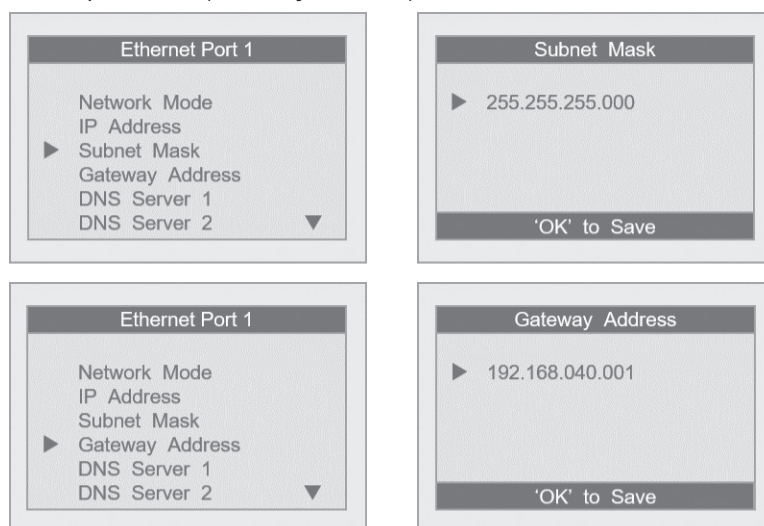 Ethernet Port 1
Network Mode
IP Address
▶ Subnet Mask
Gateway Address
DNS Server 1
DNS Server 2 ▼
Subnet Mask
▶ 255.255.255.000
‘OK’ to Save
Ethernet Port 1
Network Mode
IP Address
Subnet Mask
▶ Gateway Address
DNS Server 1
DNS Server 2 ▼
Gateway Address
▶ 192.168.040.001
‘OK’ to Save